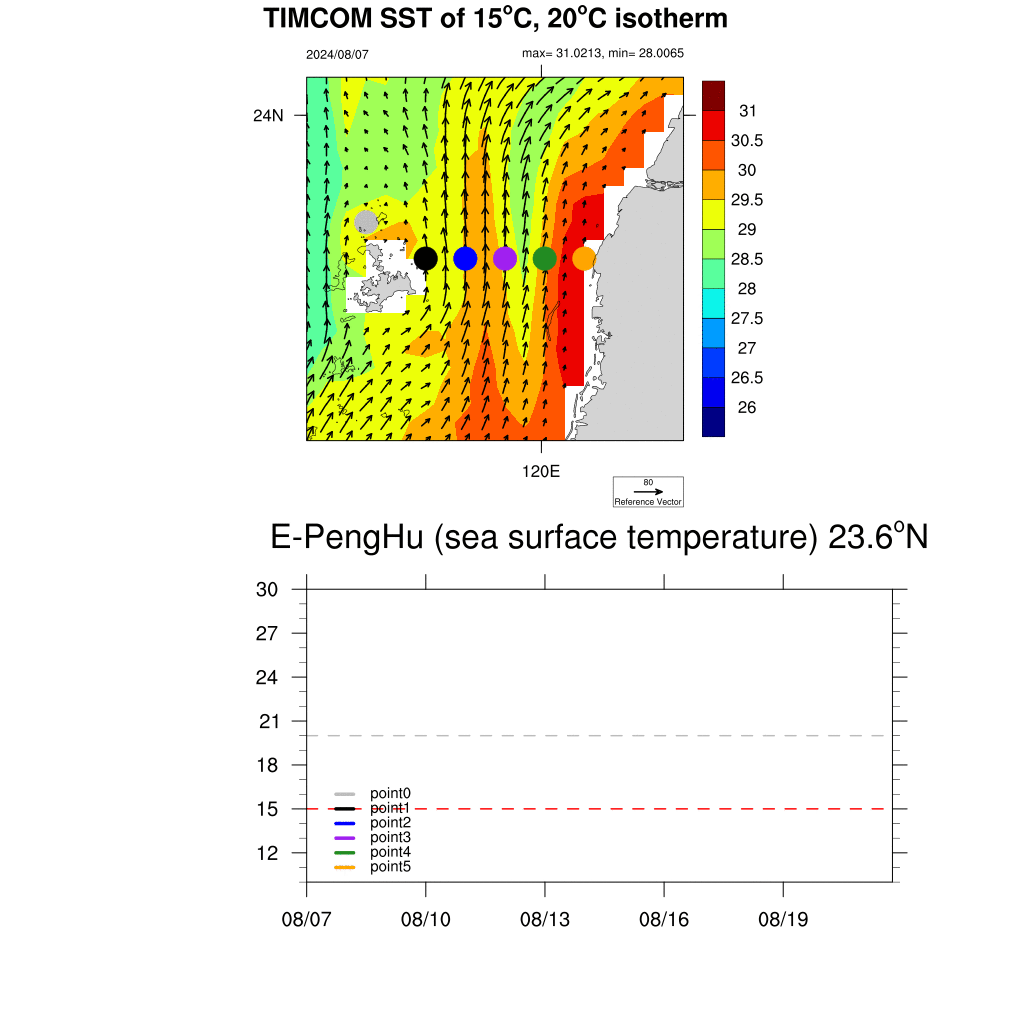 TIMCOM SST of 15°C, 20°C isotherm
2024/08/07
max= 31.0213, min= 28.0065
24N
120E
31
30.5
30
29.5
29
28.5
28
27.5
27
26.5
26
80
Reference Vector
E-PengHu (sea surface temperature) 23.6°N
30
27
24
21
18
15
12
point0
point1
point2
point3
point4
point5
08/07 08/10 08/13 08/16 08/19